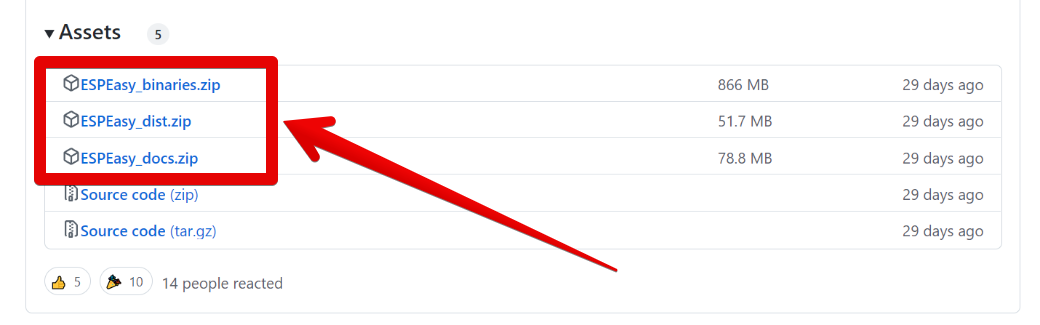 Assets 5
ESPEasy_binaries.zip 866 MB 29 days ago
ESPEasy_dist.zip 51.7 MB 29 days ago
ESPEasy_docs.zip 78.8 MB 29 days ago
Source code (zip) 29 days ago
Source code (tar.gz) 29 days ago
5 10 14 people reacted